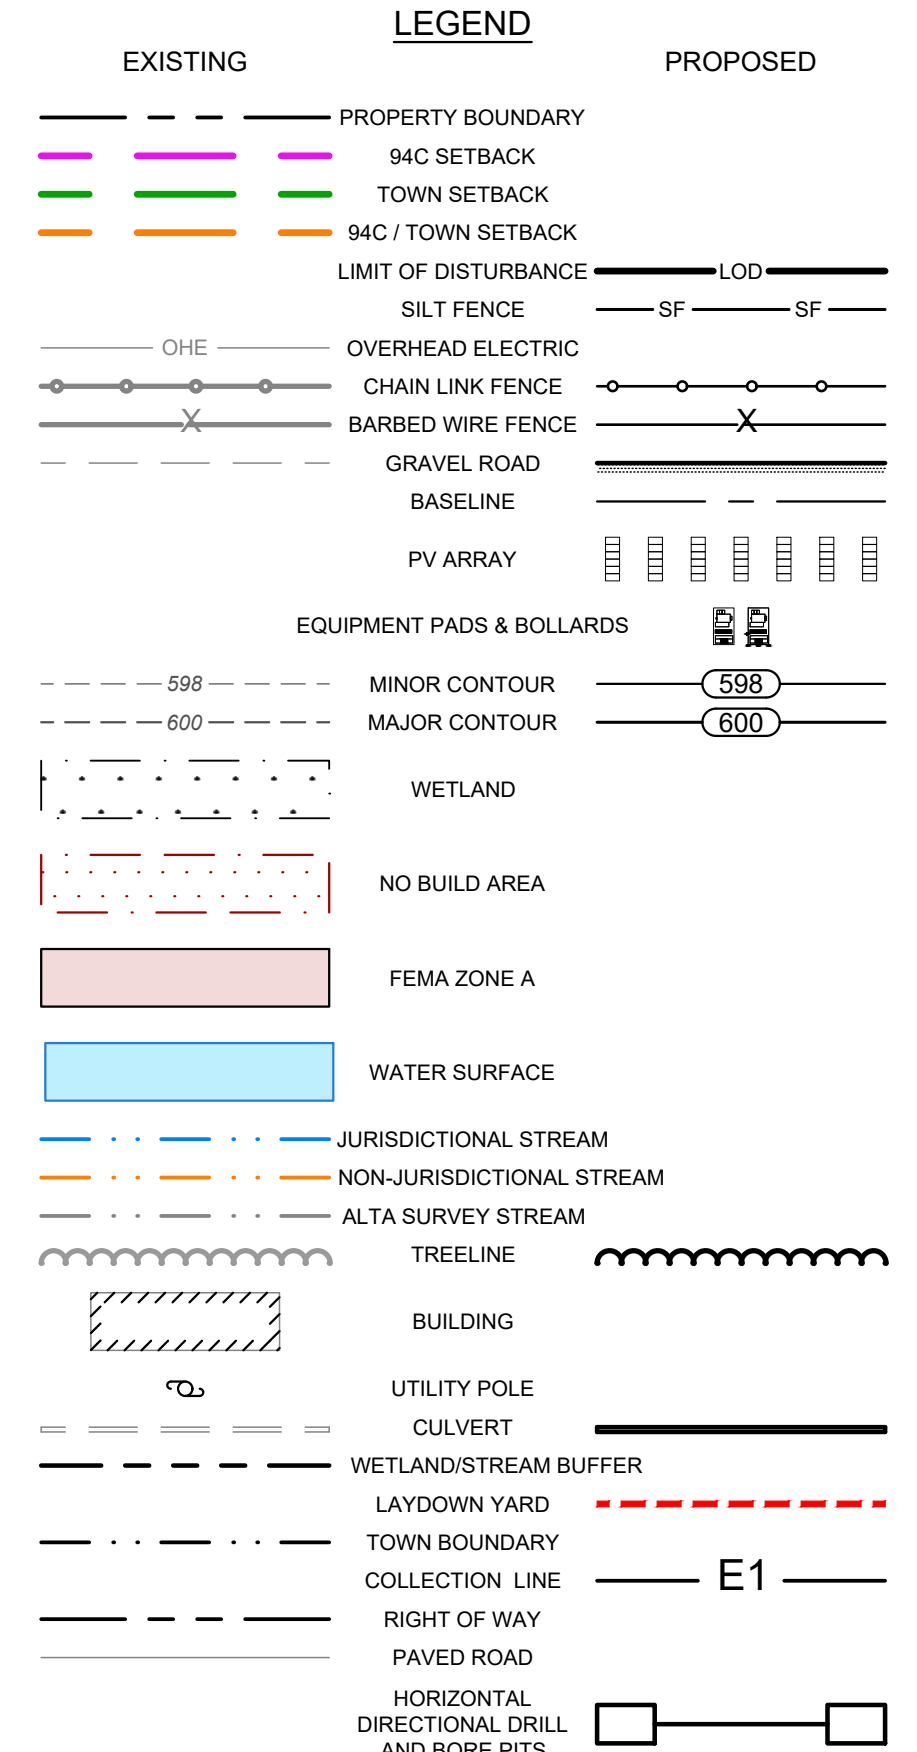 LEGEND
EXISTING PROPOSED
PROPERTY BOUNDARY
94C SETBACK
TOWN SETBACK
94C / TOWN SETBACK
LIMIT OF DISTURBANCE LOD
SILT FENCE SF SF
OHE OVERHEAD ELECTRIC
CHAIN LINK FENCE
X BARBED WIRE FENCE X
GRAVEL ROAD
BASELINE
PV ARRAY
EQUIPMENT PADS & BOLLARDS
598 MINOR CONTOUR 598
600 MAJOR CONTOUR 600
WETLAND
NO BUILD AREA
FEMA ZONE A
WATER SURFACE
JURISDICTIONAL STREAM
NON-JURISDICTIONAL STREAM
ALTA SURVEY STREAM
TREELINE
BUILDING
UTILITY POLE
CULVERT
WETLAND/STREAM BUFFER
LAYDOWN YARD
TOWN BOUNDARY
COLLECTION LINE E1
RIGHT OF WAY
PAVED ROAD
HORIZONTAL
DIRECTIONAL DRILL
AND BORE PITS